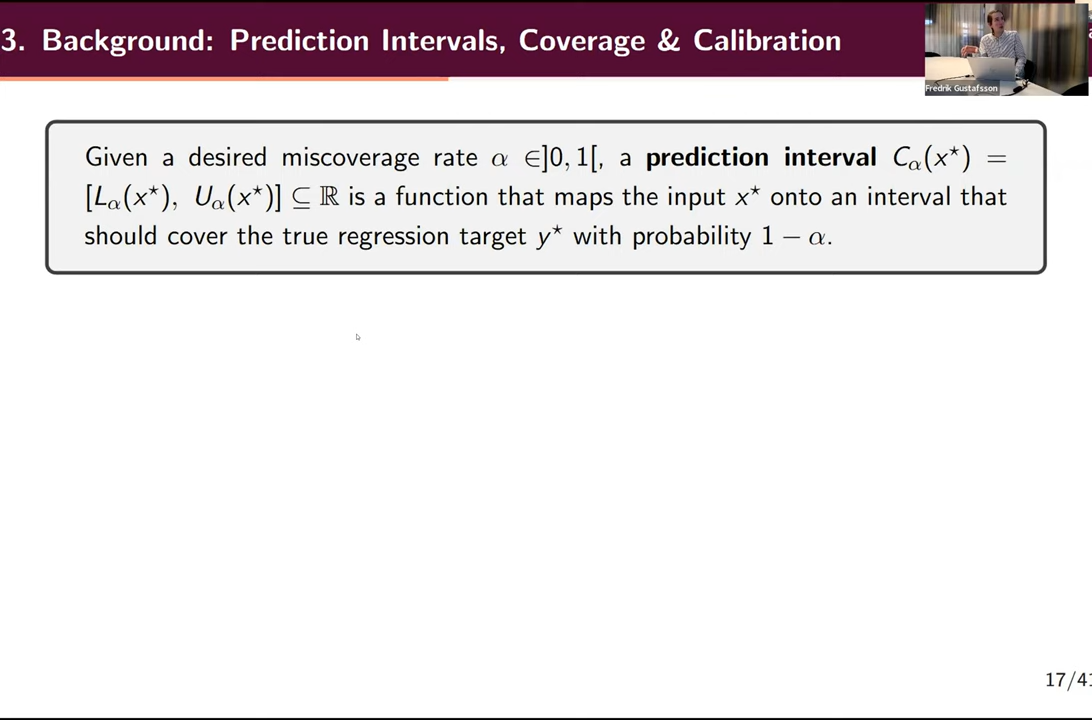 3. Background: Prediction Intervals, Coverage & Calibration
Fredrik Gustafsson
Given a desired miscoverage rate α ∈]0, 1[, a prediction interval Cα(x⋆) =
[Lα(x⋆), Uα(x⋆)] ⊆ ℝ is a function that maps the input x⋆ onto an interval that
should cover the true regression target y⋆ with probability 1 − α.
17/41